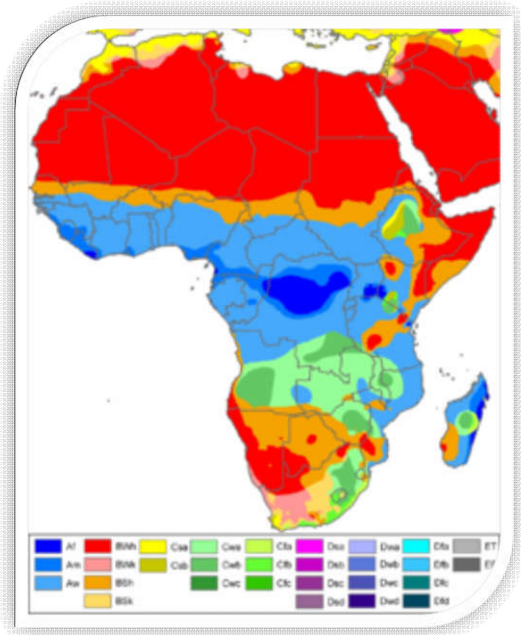 Af BWh Csa Cwa Cfa Dsa Dwa Dfa ET
Am BWk Csb Cwb Cfb Dsb Dwb Dfb EF
Aw BSh Cwc Cfc Dsc Dwc Dfc
BSk Dsd Dwd Dfd